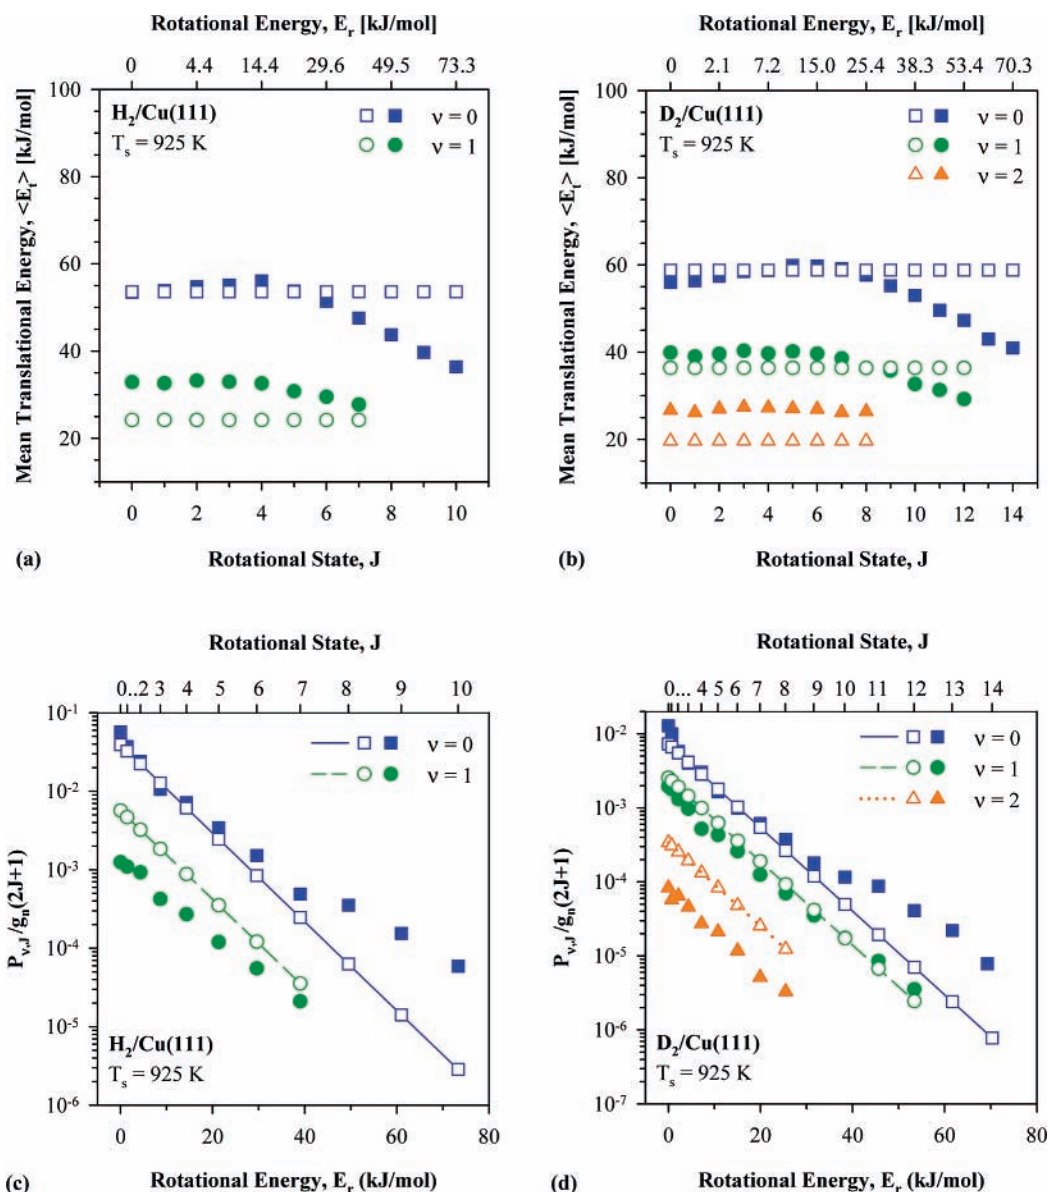 Rotational Energy, E_r [kJ/mol]
0 4.4 14.4 29.6 49.5 73.3
100
80
60
40
20
Mean Translational Energy, <E_t> [kJ/mol]
H₂/Cu(111)
T_s = 925 K
ν = 0
ν = 1
0 2 4 6 8 10
(a) Rotational State, J
Rotational Energy, E_r [kJ/mol]
0 2.1 7.2 15.0 25.4 38.3 53.4 70.3
100
80
60
40
20
Mean Translational Energy, <E_t> [kJ/mol]
D₂/Cu(111)
T_s = 925 K
ν = 0
ν = 1
ν = 2
0 2 4 6 8 10 12 14
(b) Rotational State, J
Rotational State, J
0..2 3 4 5 6 7 8 9 10
10⁻¹
10⁻²
10⁻³
10⁻⁴
10⁻⁵
10⁻⁶
P_ν,J/g_n(2J+1)
ν = 0
ν = 1
H₂/Cu(111)
T_s = 925 K
0 20 40 60 80
(c) Rotational Energy, E_r (kJ/mol)
Rotational State, J
0... 4 5 6 7 8 9 10 11 12 13 14
10⁻²
10⁻³
10⁻⁴
10⁻⁵
10⁻⁶
10⁻⁷
P_ν,J/g_n(2J+1)
ν = 0
ν = 1
ν = 2
D₂/Cu(111)
T_s = 925 K
0 20 40 60 80
(d) Rotational Energy, E_r (kJ/mol)